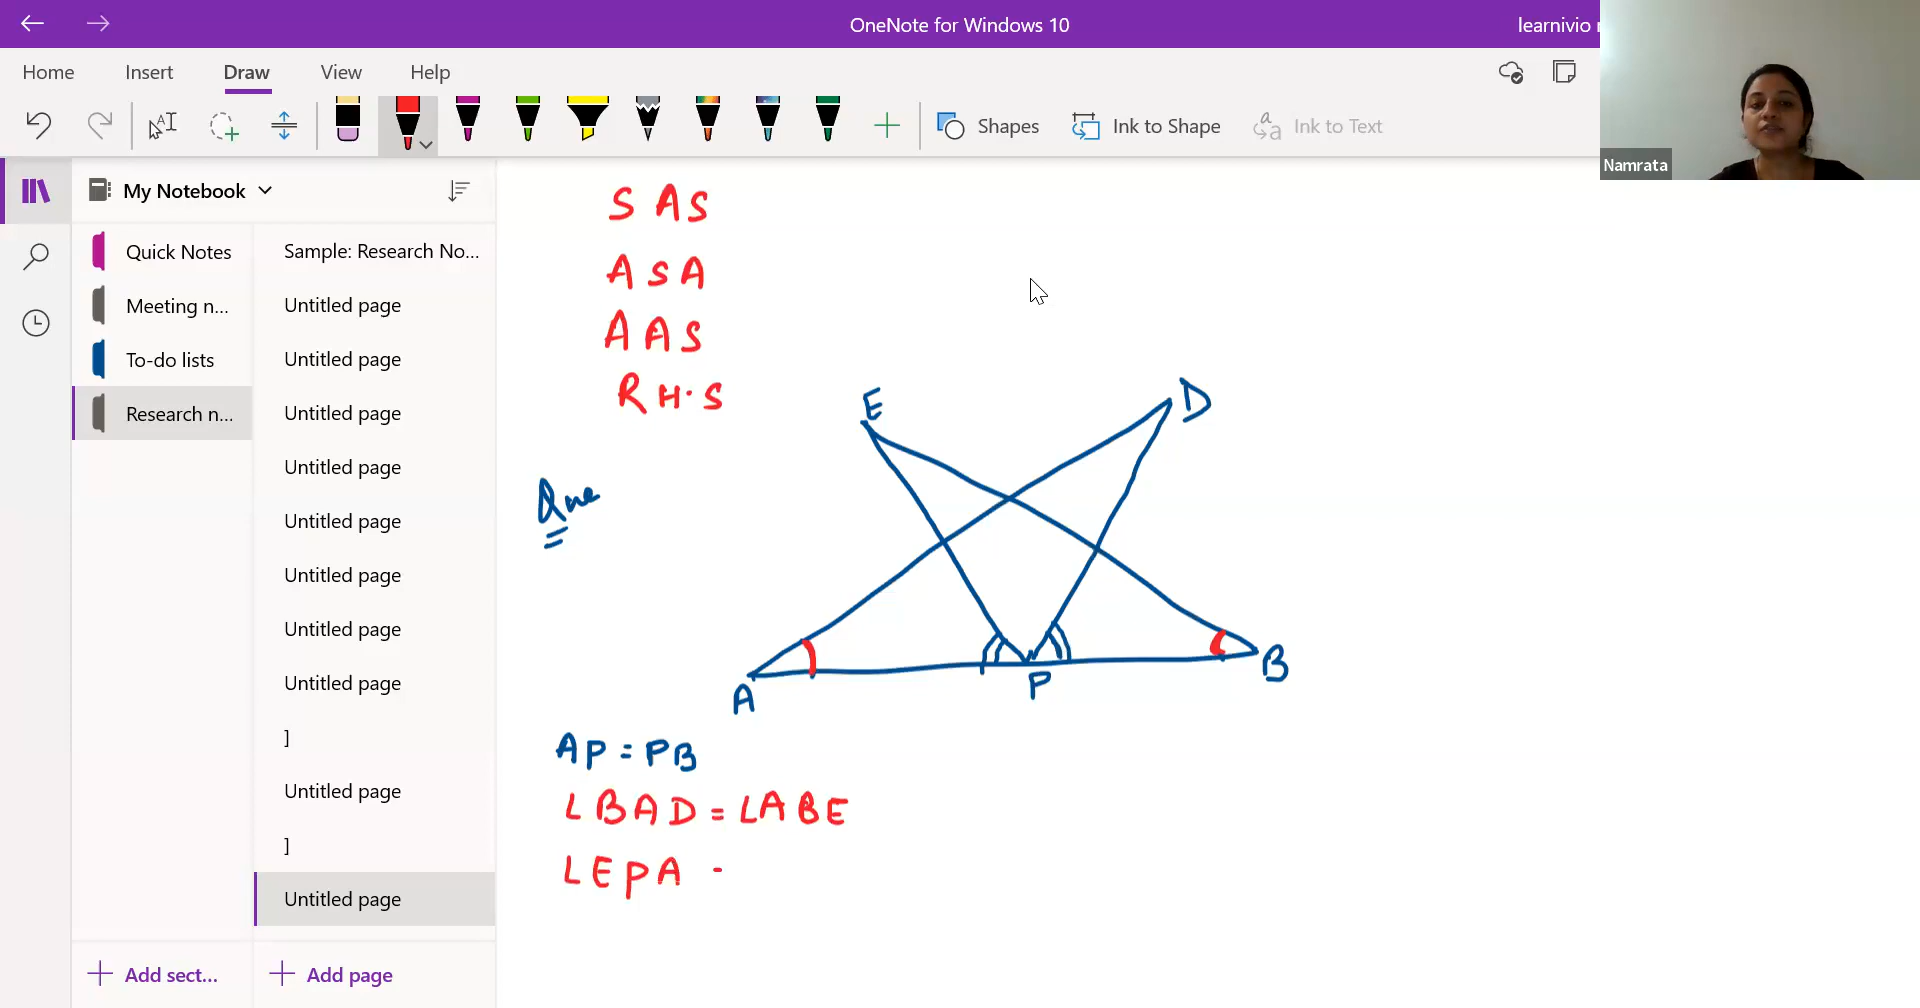 OneNote for Windows 10
learnivio
Home Insert Draw View Help
Shapes Ink to Shape Ink to Text
Namrata
My Notebook
Quick Notes
Meeting n...
To-do lists
Research n...
Sample: Research No...
Untitled page
Untitled page
Untitled page
Untitled page
Untitled page
Untitled page
Untitled page
Untitled page
]
Untitled page
]
Untitled page
Add sect...
Add page
S A S
A S A
A A S
R H.S
Que
E
D
A
P
B
AP = PB
∠BAD = ∠ABE
∠EPA =